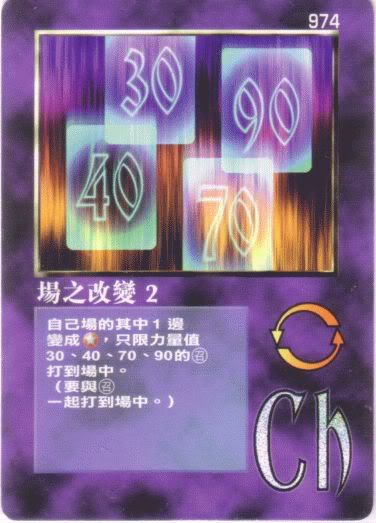 974
30
90
40
70
場之改變 2
自己場的其中1邊
變成★,只限力量值
30、40、70、90的㊂
打到場中。
(要與㊂
一起打到場中。)
Ch